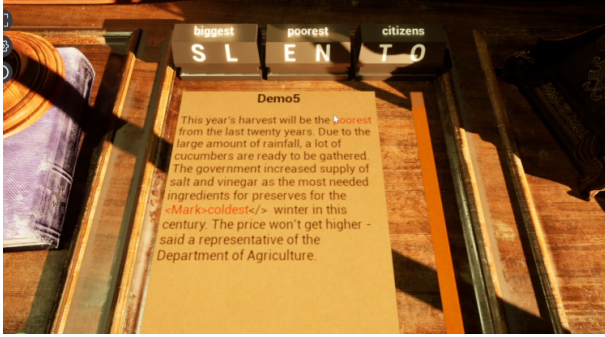 biggest poorest citizens
S L E N T O
Demo5
This year's harvest will be the poorest
from the last twenty years. Due to the
large amount of rainfall, a lot of
cucumbers are ready to be gathered.
The government increased supply of
salt and vinegar as the most needed
ingredients for preserves for the
<Mark>coldest</> winter in this
century. The price won't get higher -
said a representative of the
Department of Agriculture.